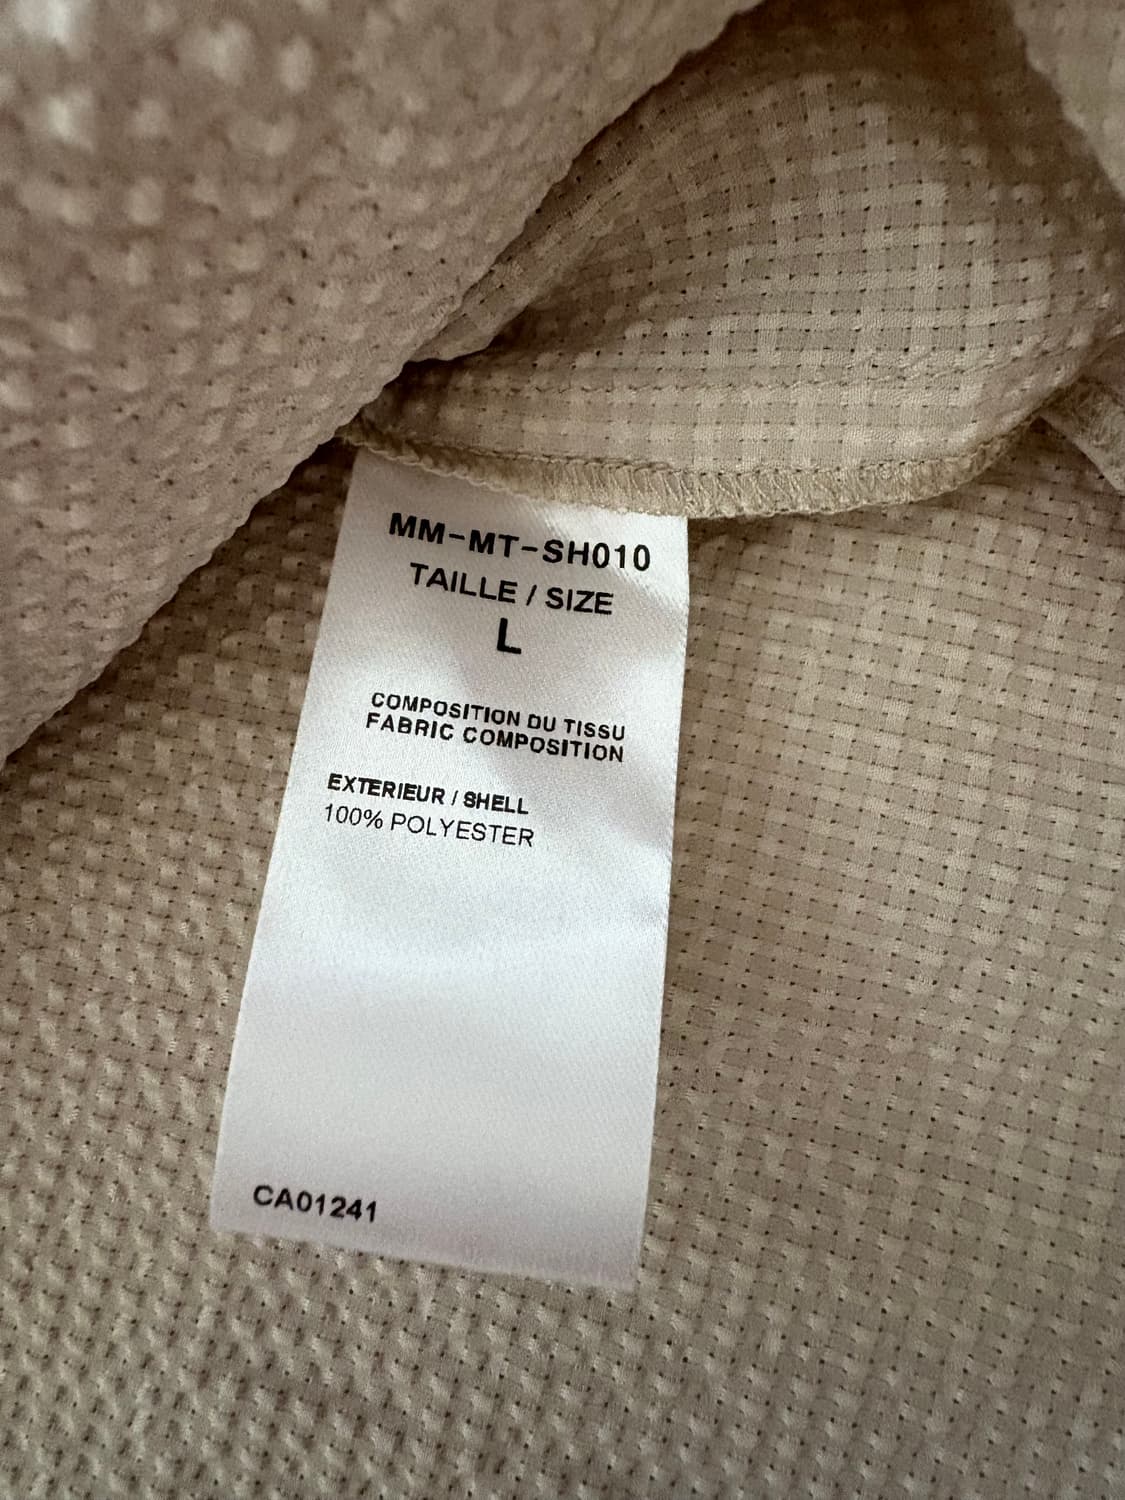 MM-MT-SH010
TAILLE / SIZE
L
COMPOSITION DU TISSU
FABRIC COMPOSITION
EXTERIEUR / SHELL
100% POLYESTER
CA01241